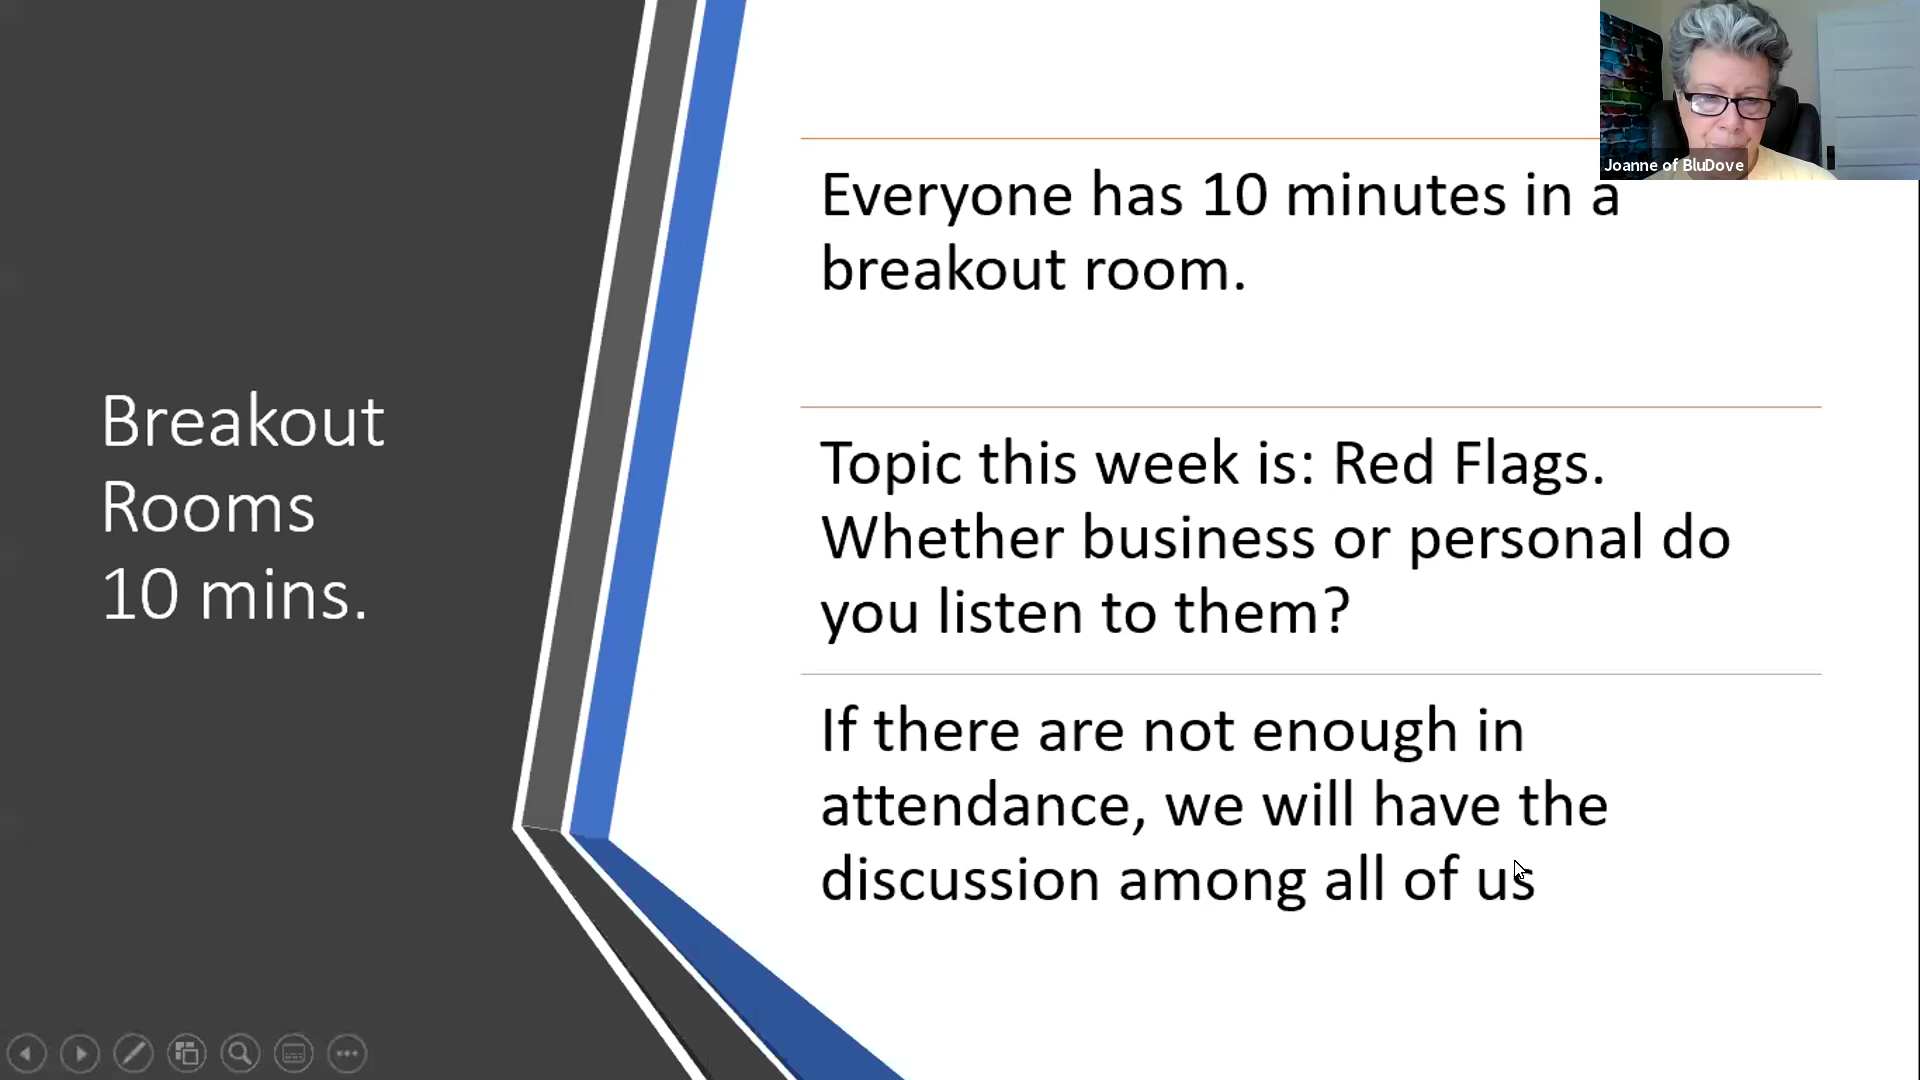 Breakout
Rooms
10 mins.
Everyone has 10 minutes in a
breakout room.
Topic this week is: Red Flags.
Whether business or personal do
you listen to them?
If there are not enough in
attendance, we will have the
discussion among all of us
Joanne of BluDove